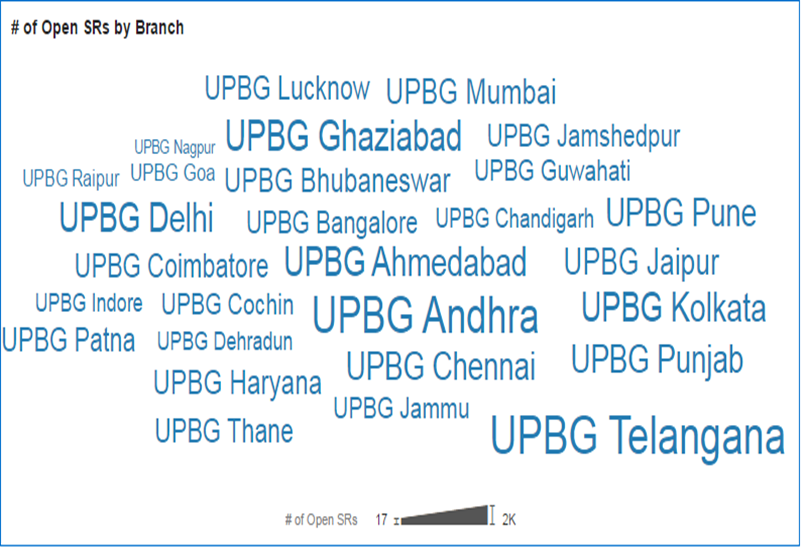 # of Open SRs by Branch
UPBG Lucknow
UPBG Mumbai
UPBG Nagpur
UPBG Ghaziabad
UPBG Jamshedpur
UPBG Raipur
UPBG Goa
UPBG Bhubaneswar
UPBG Guwahati
UPBG Delhi
UPBG Bangalore
UPBG Chandigarh
UPBG Pune
UPBG Coimbatore
UPBG Ahmedabad
UPBG Jaipur
UPBG Indore
UPBG Cochin
UPBG Andhra
UPBG Kolkata
UPBG Patna
UPBG Dehradun
UPBG Chennai
UPBG Punjab
UPBG Haryana
UPBG Jammu
UPBG Thane
UPBG Telangana
# of Open SRs 17 2K